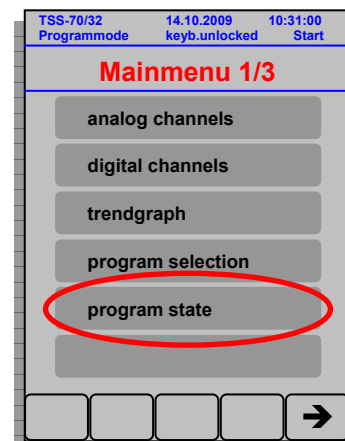 TSS-70/32 14.10.2009 10:31:00
Programmode keyb.unlocked Start
Mainmenu 1/3
analog channels
digital channels
trendgraph
program selection
program state